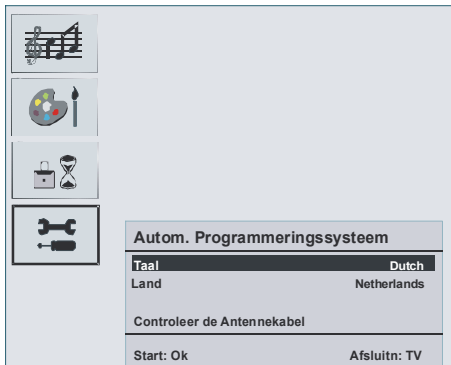 Autom. Programmeringssysteem
Taal Dutch
Land Netherlands
Controleer de Antennekabel
Start: Ok Afsluitn: TV